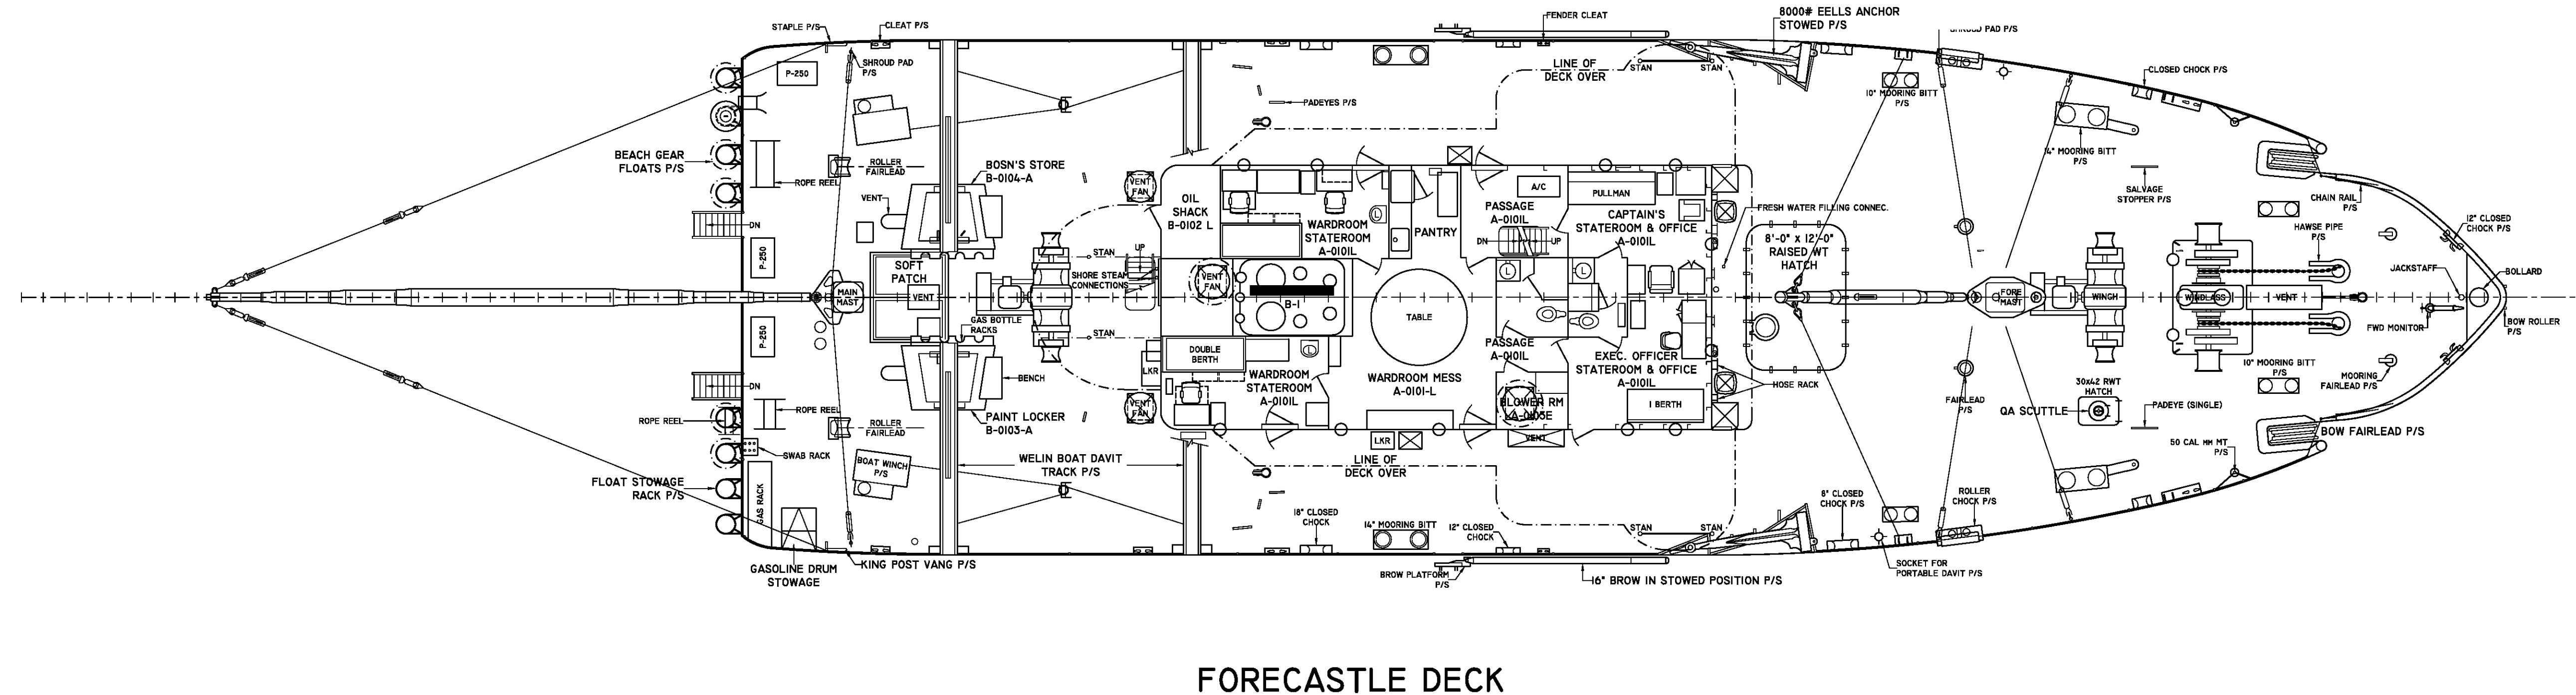 STAPLE P/S
CLEAT P/S
FENDER CLEAT
8000# EELLS ANCHOR
STOWED P/S
SHROUD PAD P/S
P-250
SHROUD PAD
P/S
LINE OF
DECK OVER
STAN
STAN
CLOSED CHOCK P/S
10" MOORING BITT
P/S
PADEYES P/S
14" MOORING BITT
P/S
BEACH GEAR
FLOATS P/S
ROPE REEL
ROLLER
FAIRLEAD
BOSN'S STORE
B-0104-A
VENT
VENT
FAN
OIL
SHACK
B-0102 L
WARDROOM
STATEROOM
A-0101L
L
PANTRY
A/C
PASSAGE
A-0101L
DN
UP
PULLMAN
CAPTAIN'S
STATEROOM & OFFICE
A-0101L
FRESH WATER FILLING CONNEC.
8'-0" x 12'-0"
RAISED WT
HATCH
SALVAGE
STOPPER P/S
CHAIN RAIL
P/S
12" CLOSED
CHOCK P/S
HAWSE PIPE
P/S
DN
P-250
SOFT
PATCH
VENT
MAIN
MAST
STAN
UP
SHORE STEAM
CONNECTIONS
VENT
FAN
B-1
TABLE
L
L
FORE
MAST
WINCH
WINDLASS
VENT
JACKSTAFF
BOLLARD
FWD MONITOR
BOW ROLLER
P/S
P-250
GAS BOTTLE
RACKS
STAN
DOUBLE
BERTH
L
LKR
WARDROOM
STATEROOM
A-0101L
WARDROOM MESS
A-0101-L
PASSAGE
A-0101L
EXEC. OFFICER
STATEROOM & OFFICE
A-0101L
1 BERTH
HOSE RACK
10" MOORING BITT
P/S
MOORING
FAIRLEAD P/S
DN
BENCH
ROPE REEL
ROPE REEL
ROLLER
FAIRLEAD
PAINT LOCKER
B-0103-A
VENT
FAN
BLOWER RM
A-0105E
VENT
LKR
FAIRLEAD
P/S
30x42 RWT
HATCH
QA SCUTTLE
PADEYE (SINGLE)
BOW FAIRLEAD P/S
50 CAL MM MT
P/S
SWAB RACK
BOAT WINCH
P/S
WELIN BOAT DAVIT
TRACK P/S
LINE OF
DECK OVER
FLOAT STOWAGE
RACK P/S
GAS RACK
18" CLOSED
CHOCK
14" MOORING BITT
12" CLOSED
CHOCK
STAN
STAN
8" CLOSED
CHOCK P/S
ROLLER
CHOCK P/S
GASOLINE DRUM
STOWAGE
KING POST VANG P/S
BROW PLATFORM
P/S
16" BROW IN STOWED POSITION P/S
SOCKET FOR
PORTABLE DAVIT P/S
FORECASTLE DECK